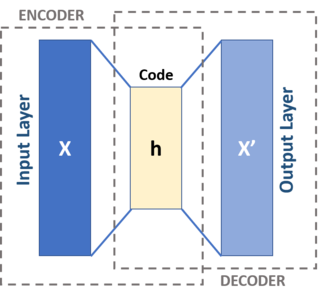 ENCODER
Code
Input Layer
X
h
X’
Output Layer
DECODER